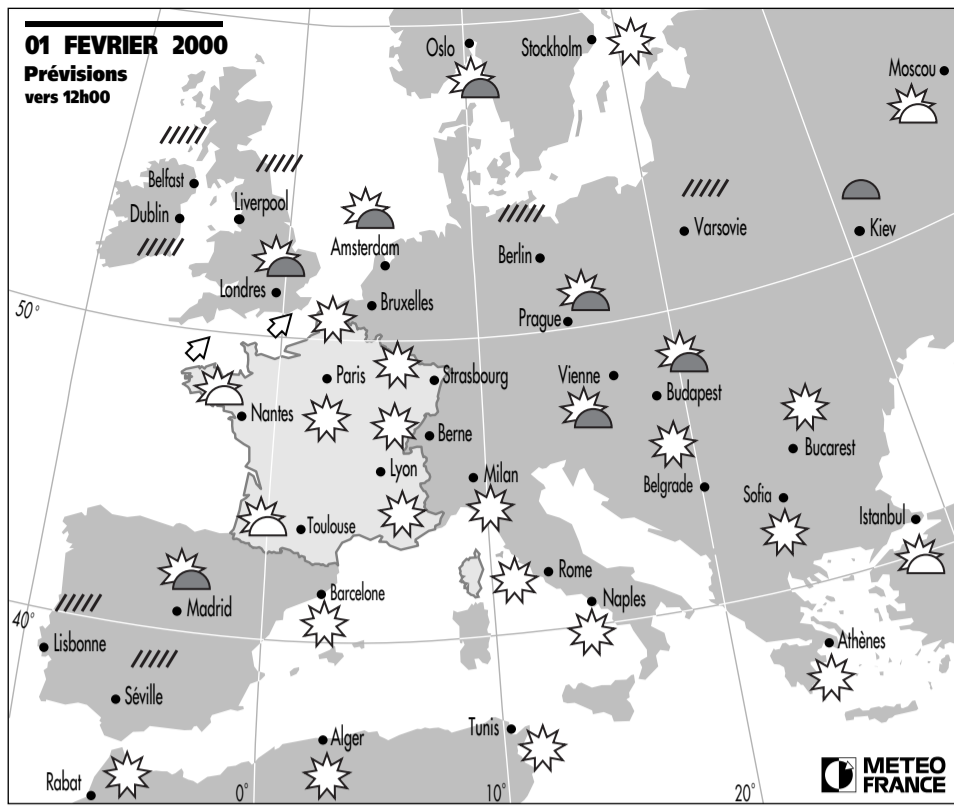 01 FEVRIER 2000
Prévisions
vers 12h00
Oslo
Stockholm
Moscou
Belfast
Dublin
Liverpool
Amsterdam
Berlin
Varsovie
Kiev
Londres
Bruxelles
Prague
50°
Paris
Strasbourg
Vienne
Budapest
Nantes
Berne
Bucarest
Lyon
Milan
Belgrade
Sofia
Istanbul
Toulouse
Rome
Barcelone
Naples
Madrid
40°
Lisbonne
Athènes
Séville
Tunis
Alger
Rabat
0°
10°
20°
METEO
FRANCE